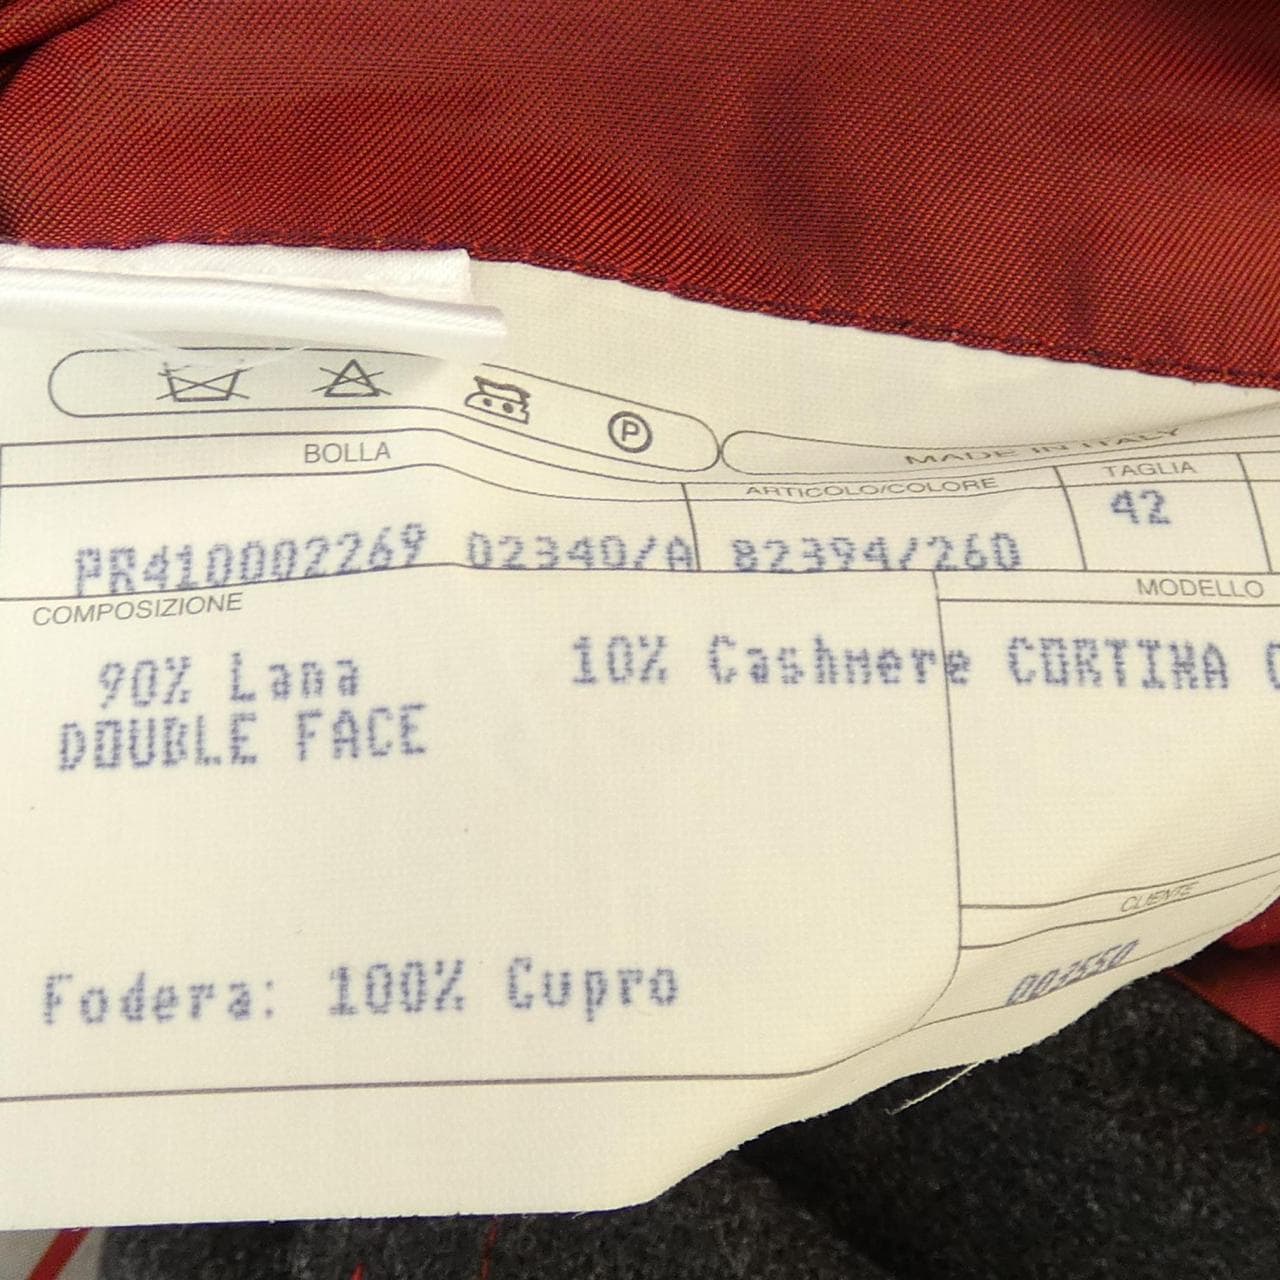 P
MADE IN ITALY
BOLLA
ARTICOLO/COLORE
TAGLIA
PR410002269 02340/A
82394/260
42
COMPOSIZIONE
MODELLO
90% Lana 10% Cashmere
CORTINA
DOUBLE FACE
CLIENTE
003550
Fodera: 100% Cupro